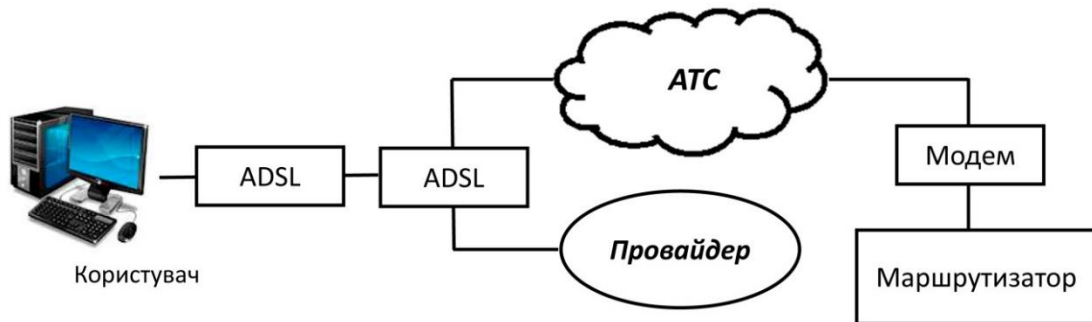 АТС
Модем
ADSL
ADSL
Провайдер
Користувач
Маршрутизатор